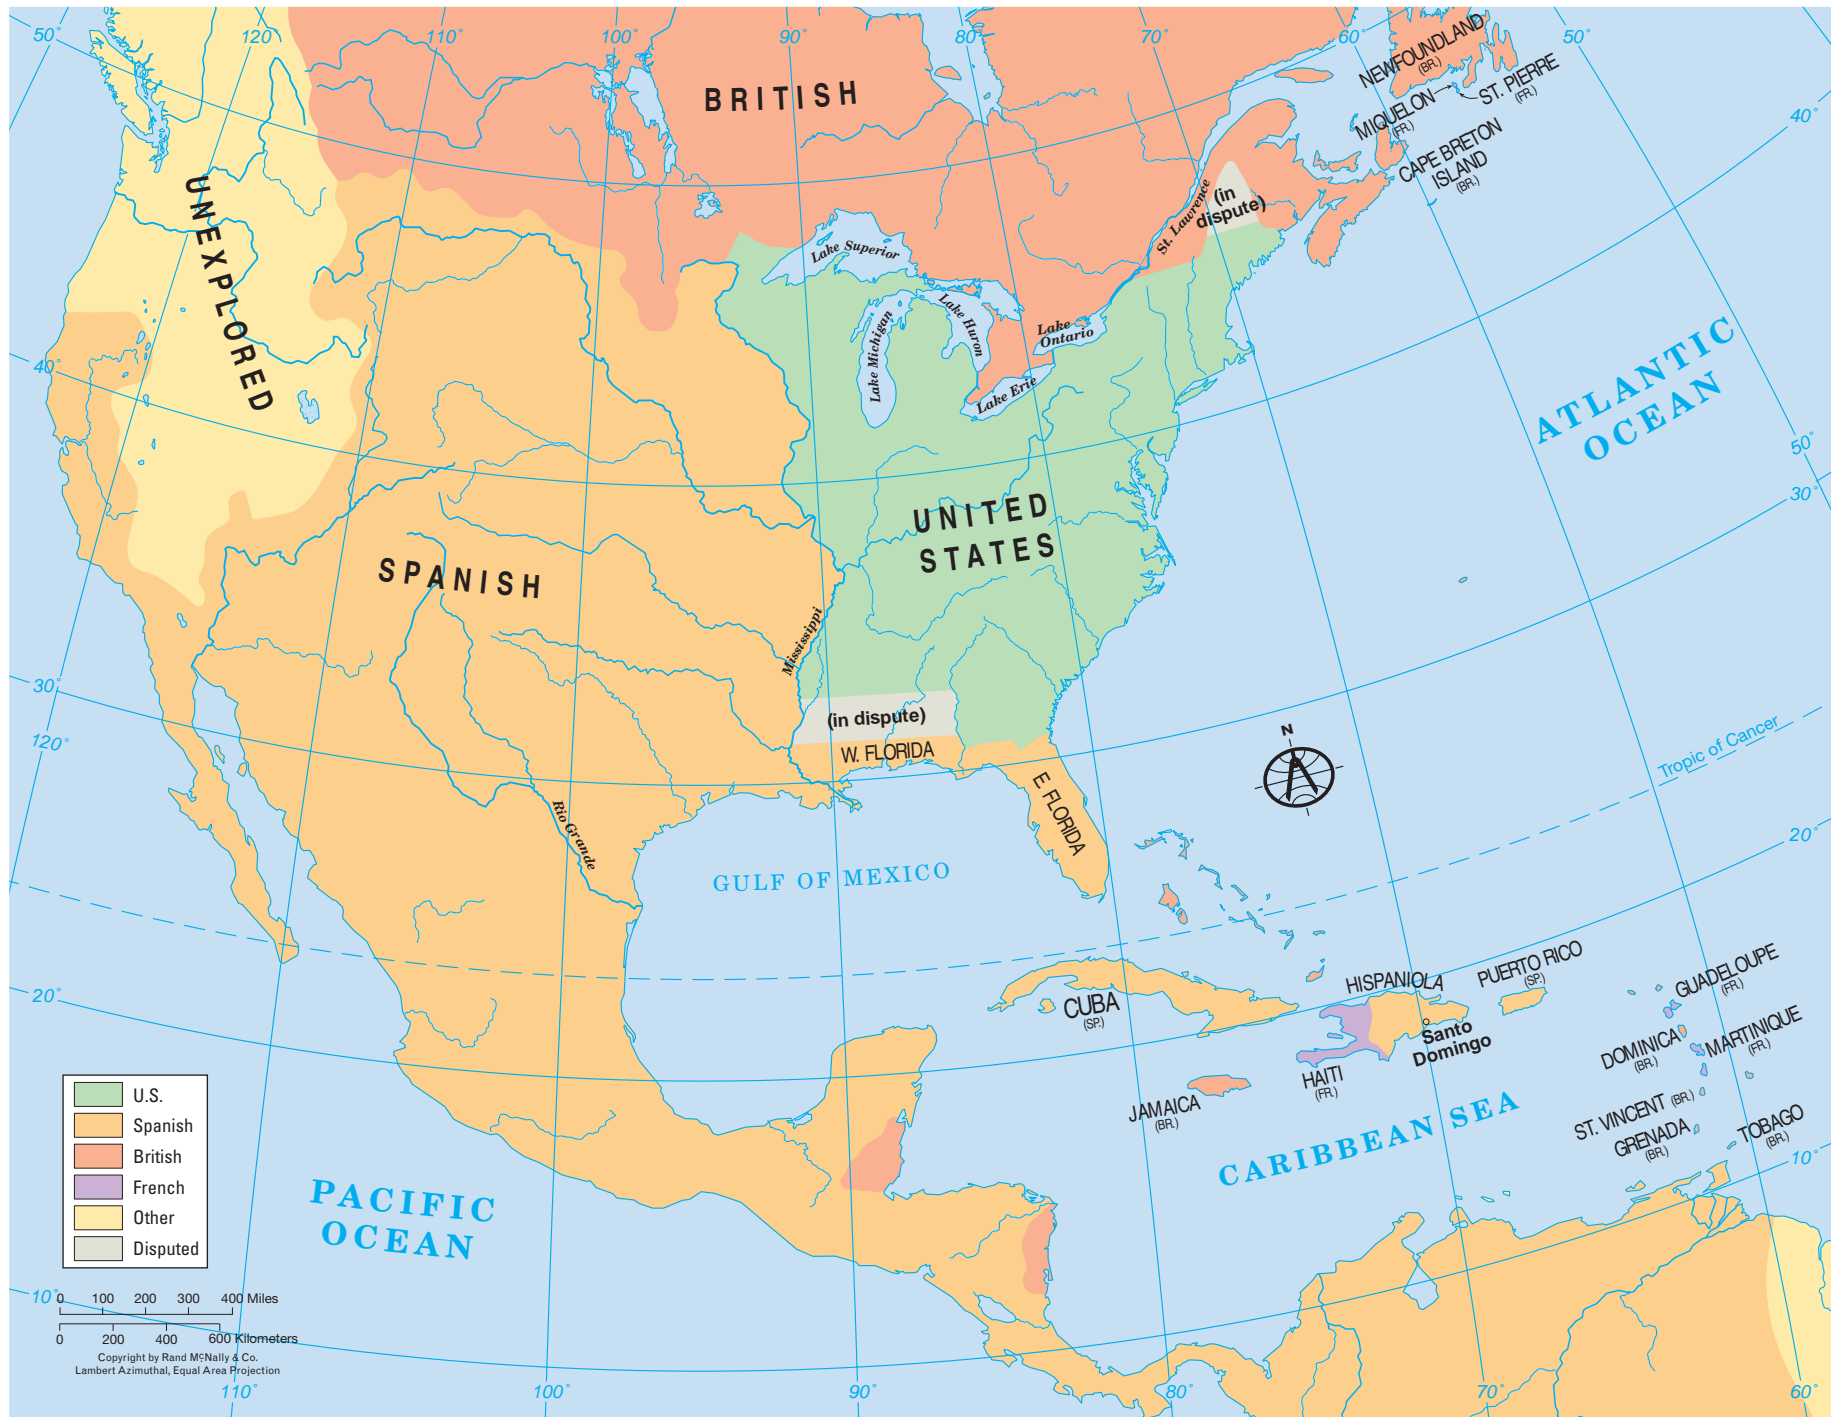 50°
120°
110°
100°
90°
80°
70°
60°
50°
40°
NEWFOUNDLAND
(BR.)
MIQUELON
(FR.)
ST. PIERRE
(FR.)
CAPE BRETON
ISLAND
(BR.)
BRITISH
UNEXPLORED
St. Lawrence
(in
dispute)
Lake Superior
Lake Michigan
Lake Huron
Lake
Ontario
Lake Erie
ATLANTIC
OCEAN
40°
50°
30°
UNITED
STATES
SPANISH
Mississippi
30°
120°
(in dispute)
W. FLORIDA
E. FLORIDA
N
Tropic of Cancer
Rio Grande
GULF OF MEXICO
20°
20°
CUBA
(SP.)
HISPANIOLA
PUERTO RICO
(SP.)
Santo
Domingo
HAITI
(FR.)
JAMAICA
(BR.)
GUADELOUPE
(FR.)
DOMINICA
(BR.)
MARTINIQUE
(FR.)
ST. VINCENT (BR.)
GRENADA
(BR.)
TOBAGO
(BR.)
CARIBBEAN SEA
10°
PACIFIC
OCEAN
U.S.
Spanish
British
French
Other
Disputed
10°
0 100 200 300 400 Miles
0 200 400 600 Kilometers
Copyright by Rand McNally & Co.
Lambert Azimuthal, Equal Area Projection
110°
100°
90°
80°
70°
60°